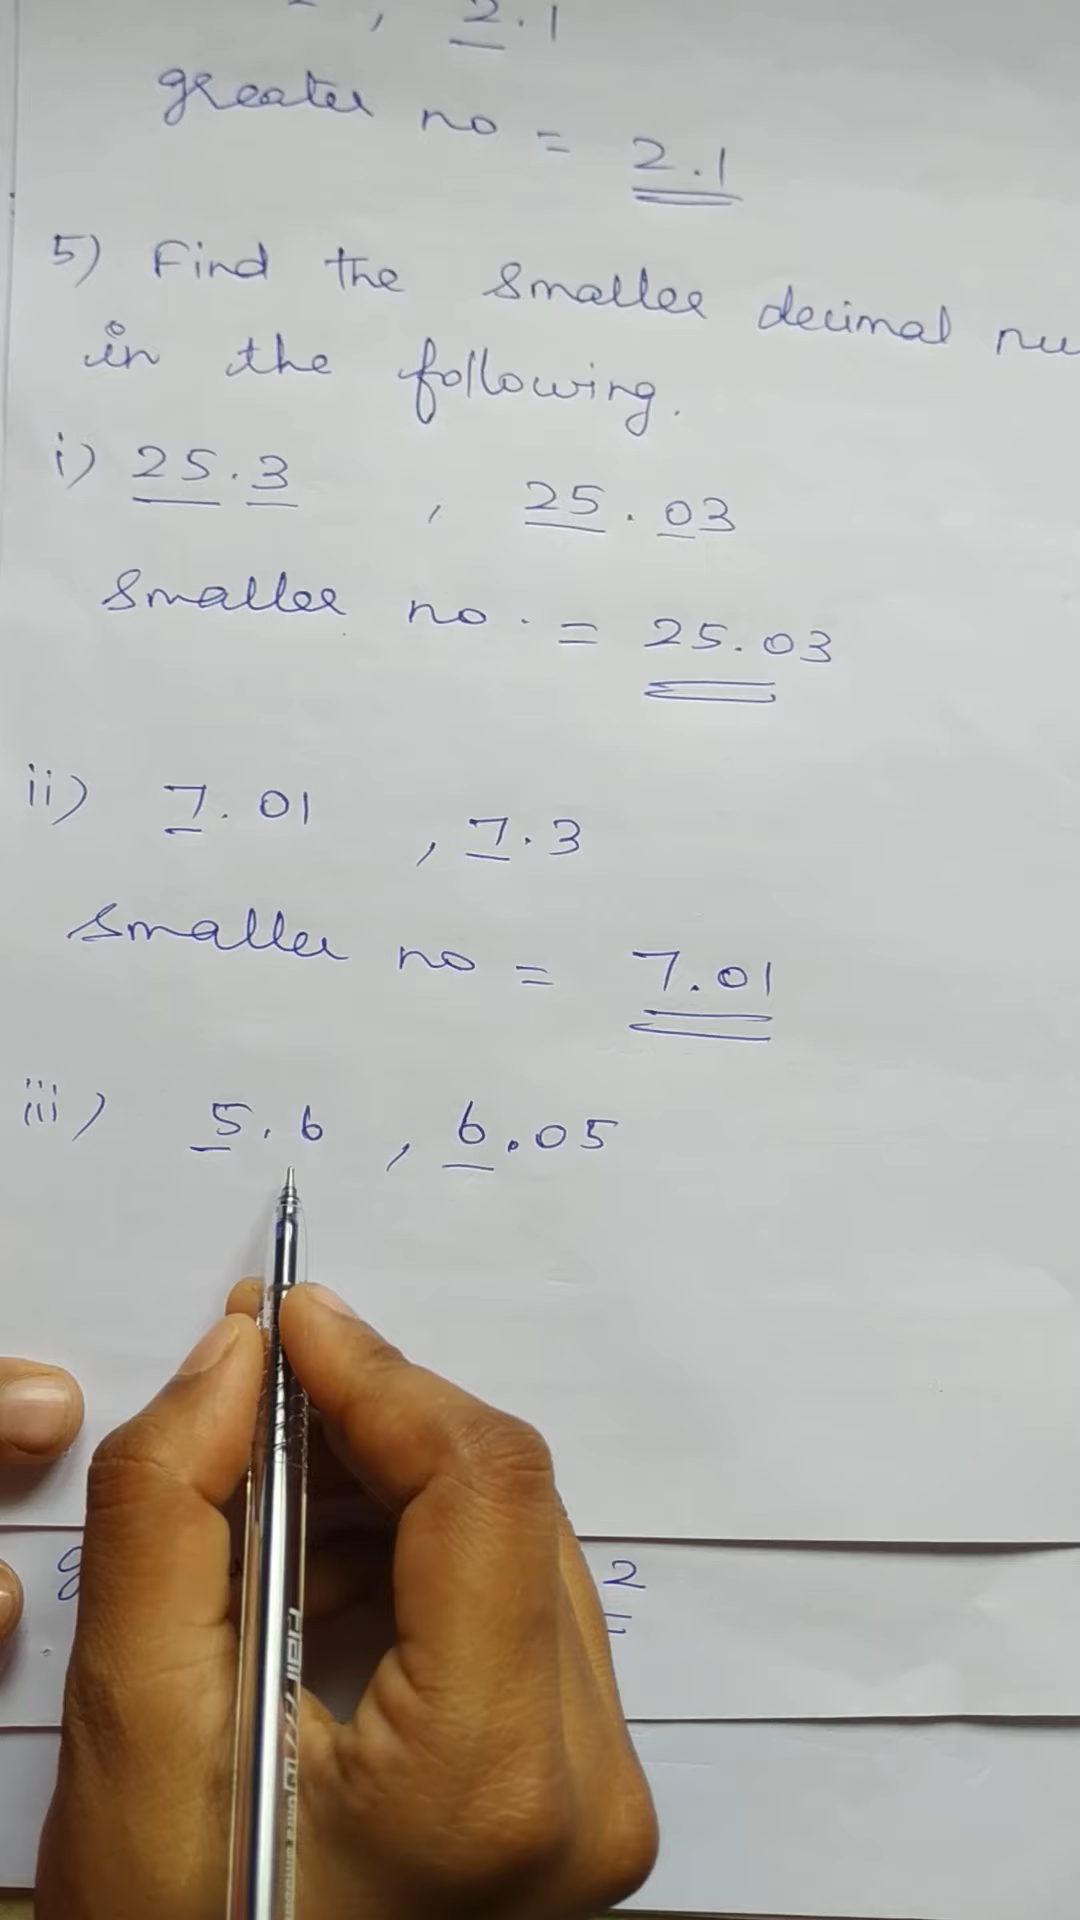 , 2.1
greater no = 2.1
5) Find the smaller decimal
in the following.
i) 25.3 , 25.03
smaller no. = 25.03
ii) 7.01 , 7.3
smaller no = 7.01
iii) 5.6 , 6.05
g 2